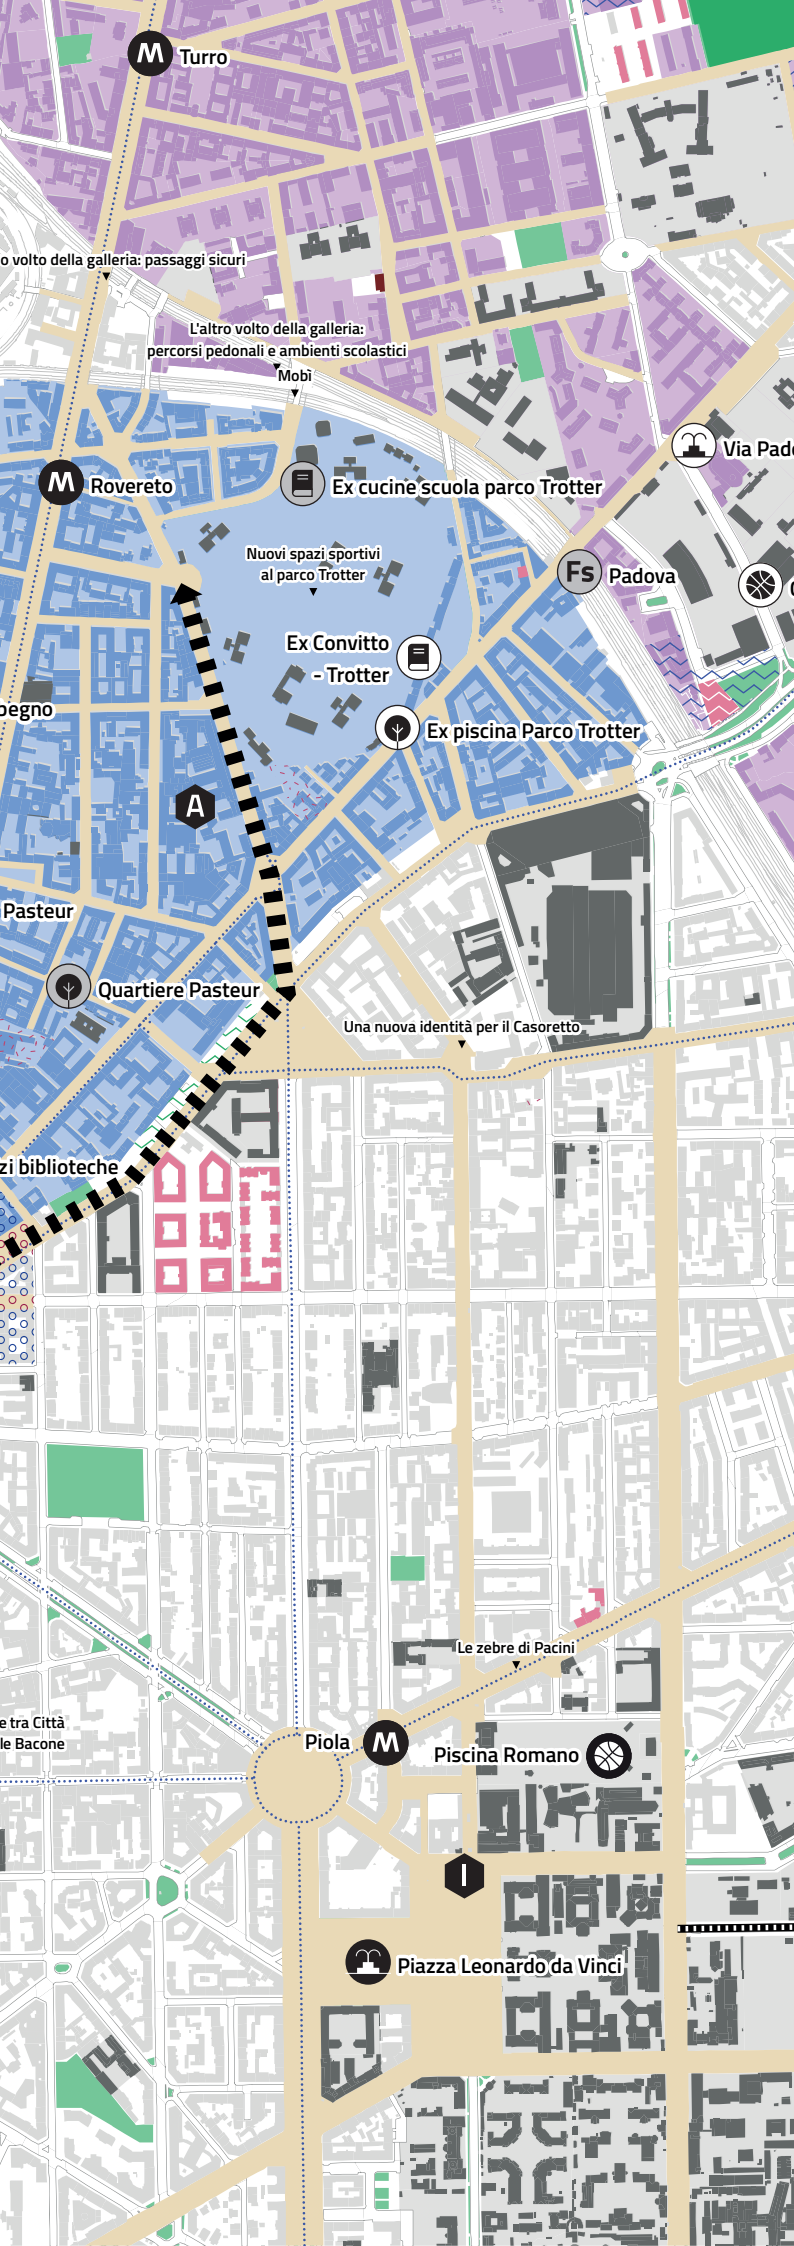 M Turro
o volto della galleria: passaggi sicuri
L'altro volto della galleria:
percorsi pedonali e ambienti scolastici
Mobì
Via Pado
M Rovereto
Ex cucine scuola parco Trotter
Nuovi spazi sportivi
al parco Trotter
Fs Padova
Ex Convitto
- Trotter
pegno
Ex piscina Parco Trotter
A
Pasteur
Quartiere Pasteur
Una nuova identità per il Casoretto
zi biblioteche
Le zebre di Pacini
e tra Città
le Bacone
Piola M
Piscina Romano
I
Piazza Leonardo da Vinci